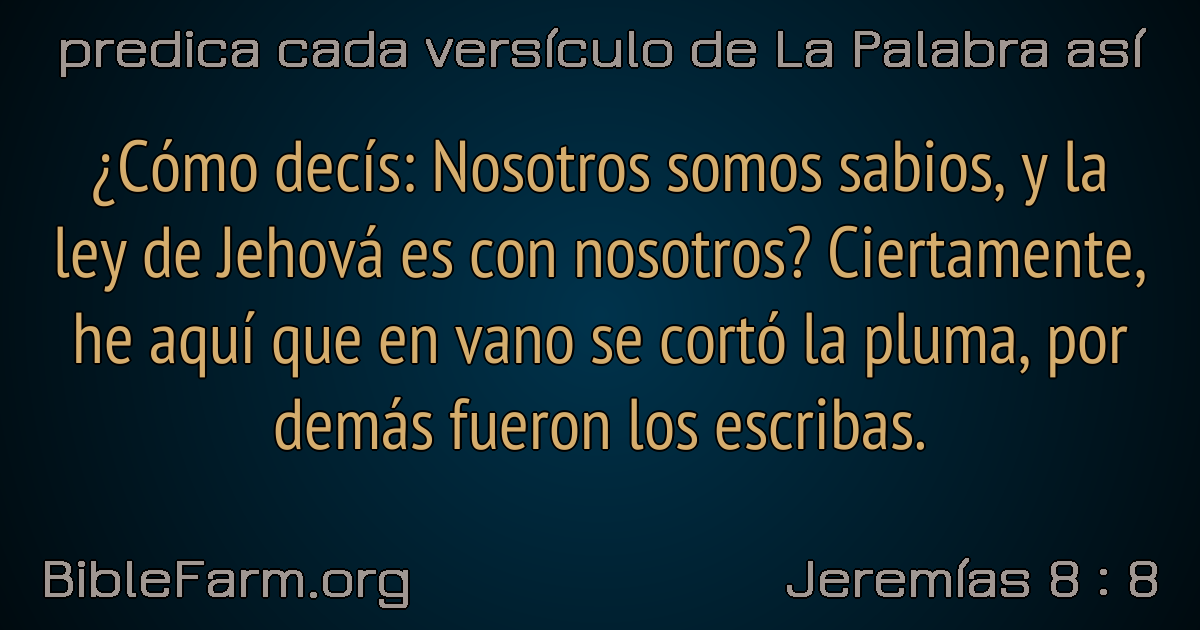 predica cada versículo de La Palabra así
¿Cómo decís: Nosotros somos sabios, y la
ley de Jehová es con nosotros? Ciertamente,
he aquí que en vano se cortó la pluma, por
demás fueron los escribas.
BibleFarm.org
Jeremías 8 : 8